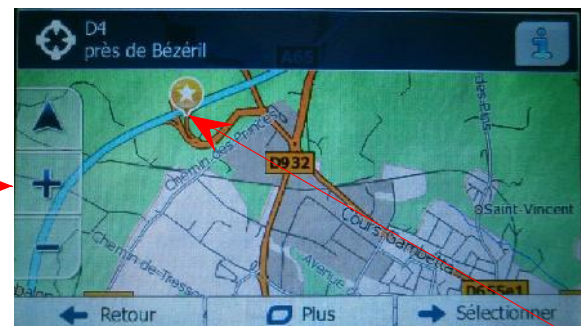 D4
près de Bézéril
A65
D932
Chemin des Princes
Saint-Vincent
Cours Gambetta
Chemin-de-Tresso
Avenue d
D655e1
Retour
Plus
Sélectionner